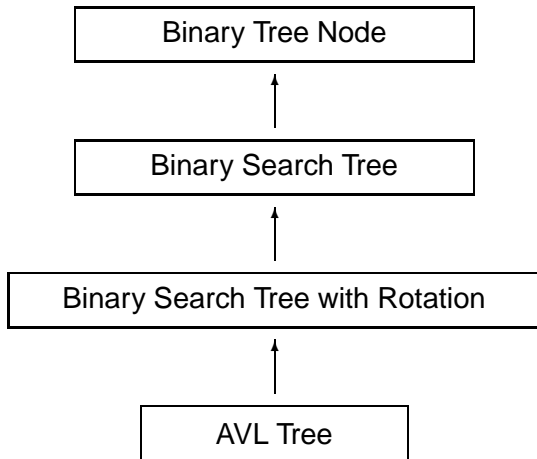 Binary Tree Node
Binary Search Tree
Binary Search Tree with Rotation
AVL Tree